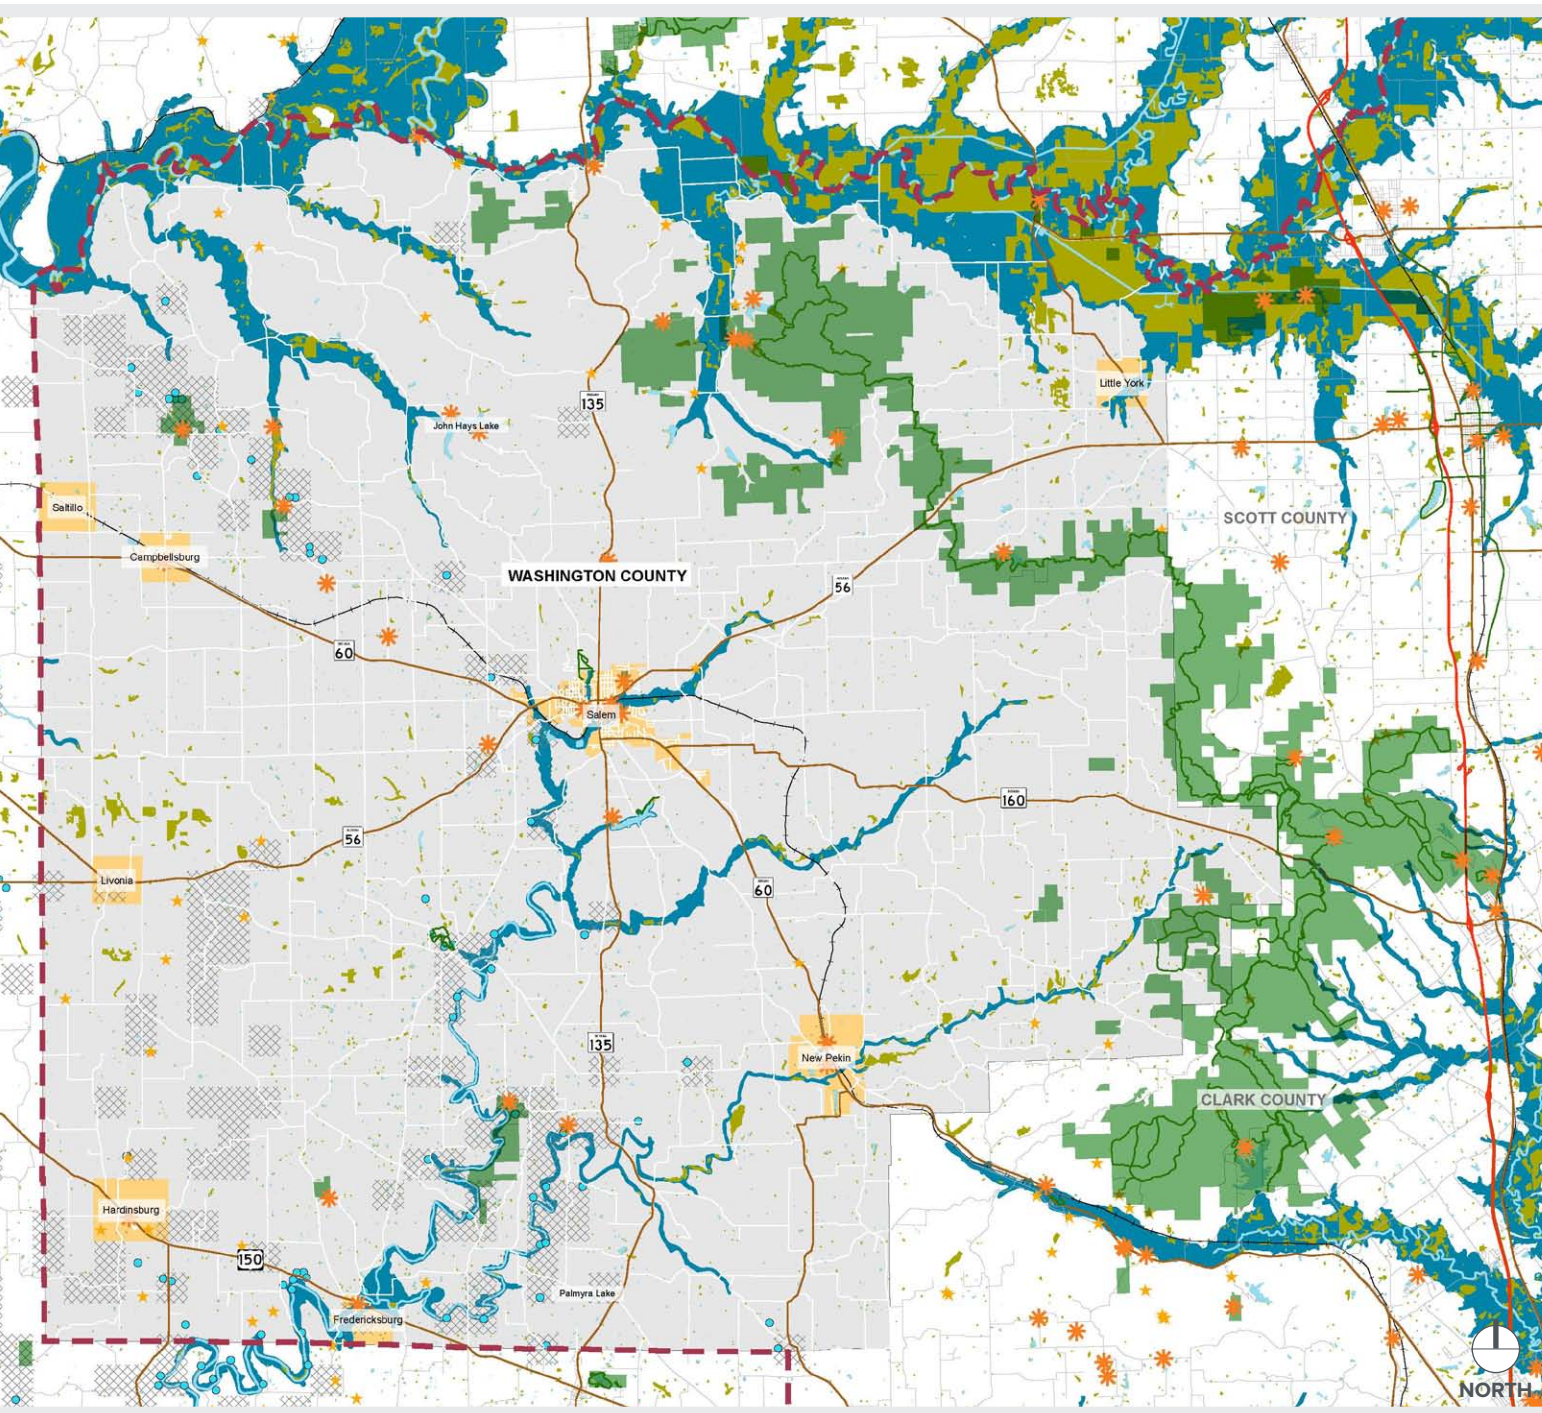 135
Little York
John Hays Lake
Saltillo
SCOTT COUNTY
Campbellsburg
WASHINGTON COUNTY
56
60
Salem
160
56
Livonia
60
135
New Pekin
CLARK COUNTY
Hardinsburg
150
Palmyra Lake
Fredericksburg
NORTH